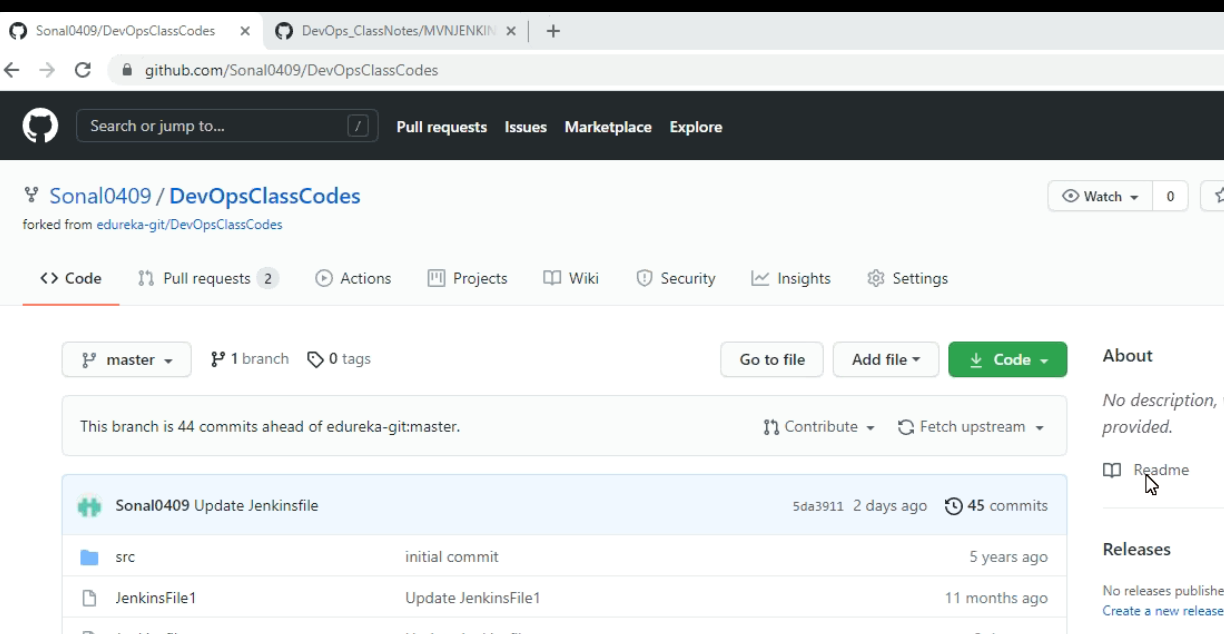 Sonal0409/DevOpsClassCodes
DevOps_ClassNotes/MVNJENKIN
github.com/Sonal0409/DevOpsClassCodes
Search or jump to... /
Pull requests Issues Marketplace Explore
Sonal0409 / DevOpsClassCodes
Watch 0
forked from edureka-git/DevOpsClassCodes
<> Code Pull requests 2 Actions Projects Wiki Security Insights Settings
master 1 branch 0 tags Go to file Add file Code
About
No description,
provided.
This branch is 44 commits ahead of edureka-git:master. Contribute Fetch upstream
Readme
Sonal0409 Update Jenkinsfile 5da3911 2 days ago 45 commits
src initial commit 5 years ago
Releases
JenkinsFile1 Update JenkinsFile1 11 months ago
No releases publishe
Create a new release